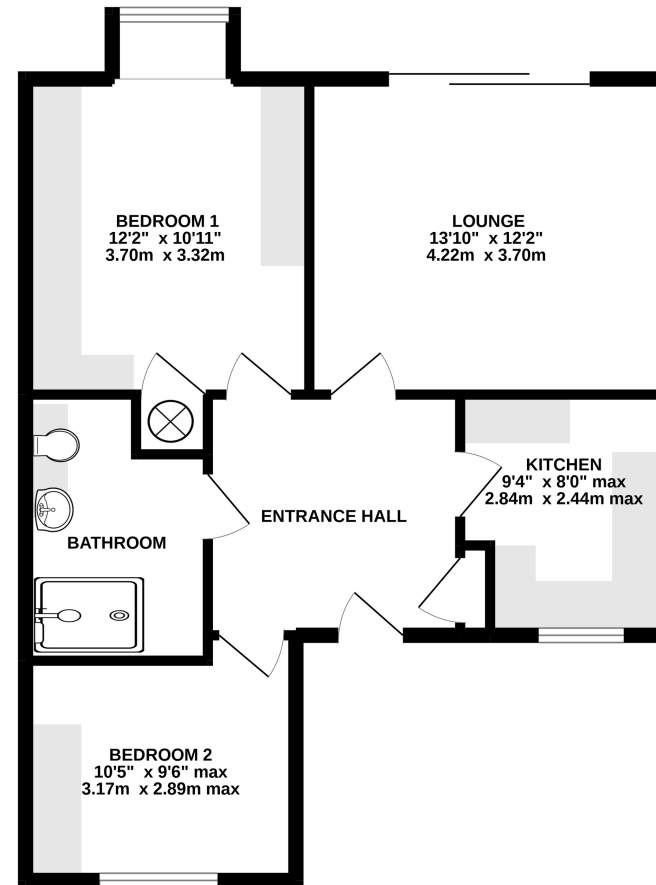 BEDROOM 1
12'2" x 10'11"
3.70m x 3.32m
LOUNGE
13'10" x 12'2"
4.22m x 3.70m
KITCHEN
9'4" x 8'0" max
2.84m x 2.44m max
ENTRANCE HALL
BATHROOM
BEDROOM 2
10'5" x 9'6" max
3.17m x 2.89m max